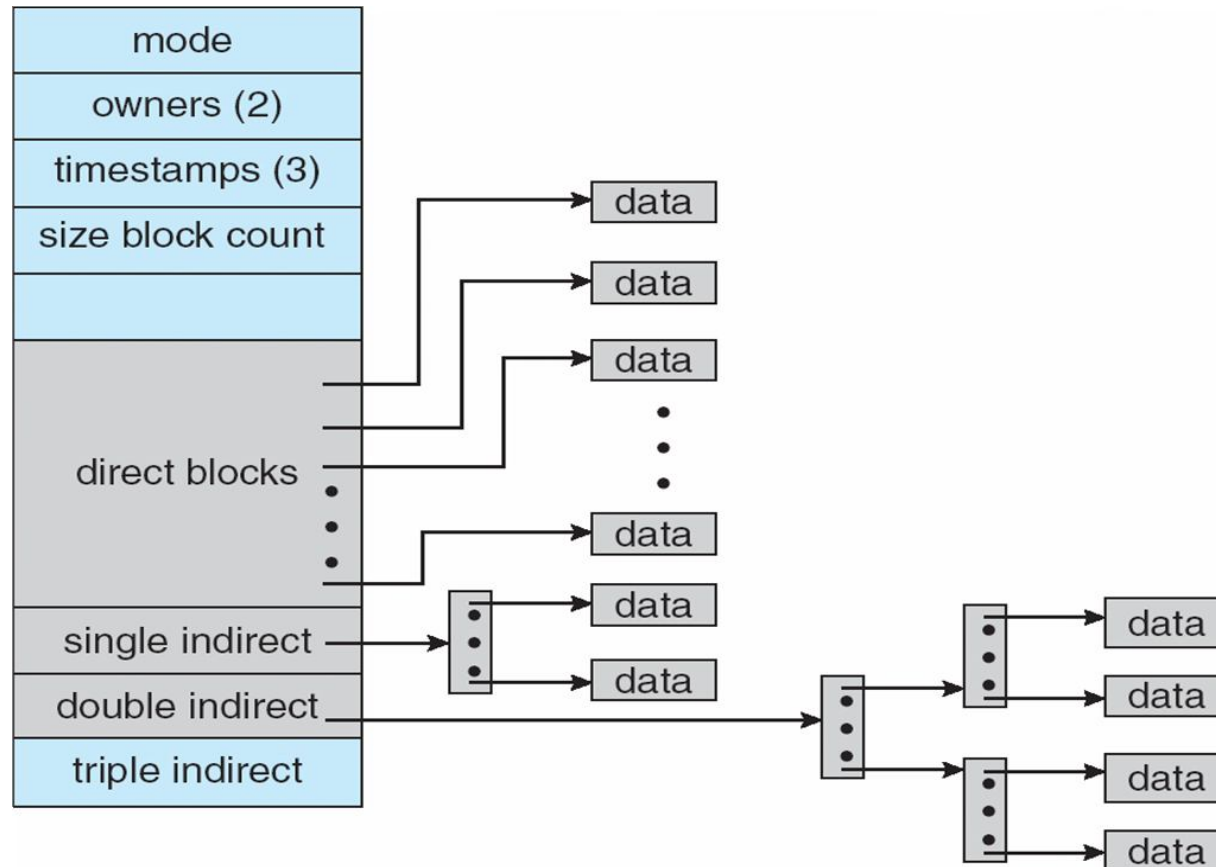 mode
owners (2)
timestamps (3)
size block count
direct blocks
single indirect
double indirect
triple indirect
data
data
data
data
data
data
data
data
data
data